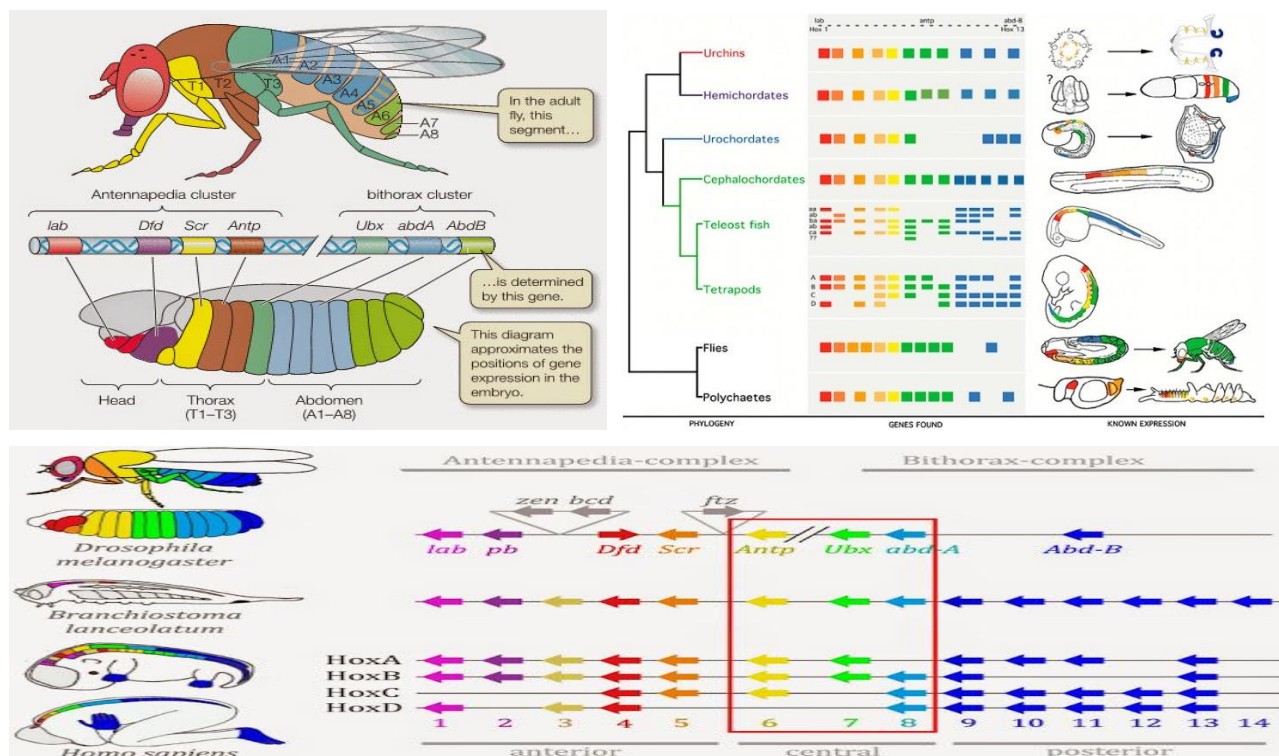 A1
A2
A3
A4
A5
A6
A7
A8
T1
T2
T3
In the adult
fly, this
segment…
Antennapedia cluster
bithorax cluster
lab
Dfd
Scr
Antp
Ubx
abdA
AbdB
…is determined
by this gene.
This diagram
approximates the
positions of gene
expression in the
embryo.
Head
Thorax
(T1–T3)
Abdomen
(A1–A8)
lab
antp
abd-B
Hox 1
Hox 13
Urchins
Hemichordates
?
Urochordates
Cephalochordates
Teleost fish
aa
ab
ba
ab
ca
??
Tetrapods
A
B
C
D
Flies
Polychaetes
PHYLOGENY
GENES FOUND
KNOWN EXPRESSION
Antennapedia-complex
Bithorax-complex
zen
bcd
ftz
lab
pb
Dfd
Scr
Antp
Ubx
abd-A
Abd-B
Drosophila
melanogaster
Branchiostoma
lanceolatum
HoxA
HoxB
HoxC
HoxD
1 2 3 4 5 6 7 8 9 10 11 12 13 14
Homo sapiens
anterior
central
posterior